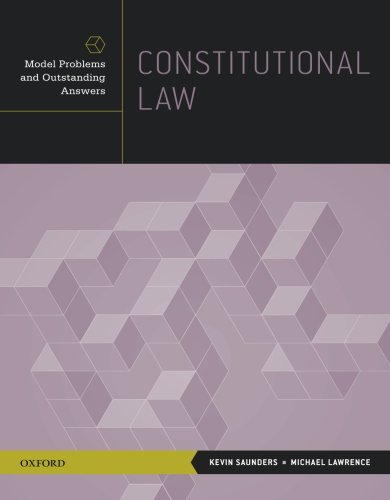 Model Problems
and Outstanding
Answers
CONSTITUTIONAL
LAW
OXFORD
KEVIN SAUNDERS ■ MICHAEL LAWRENCE